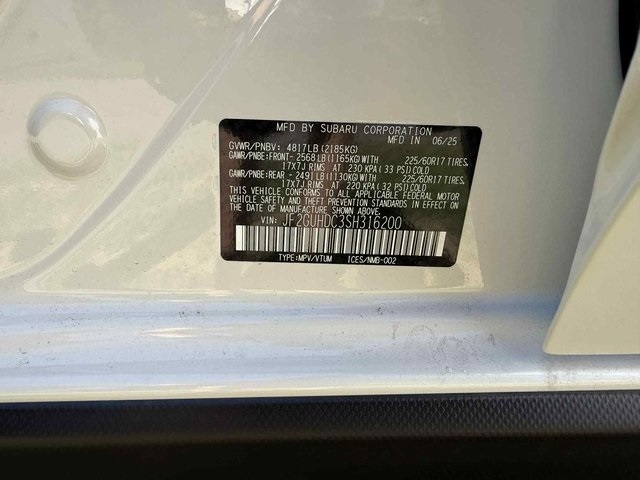 MFD BY SUBARU CORPORATION
MFD IN 06/25
GVWR/PNBV: 4817LB(2185KG)
GAWR/PNBE:FRONT-2568LB(1165KG)WITH 225/60R17 TIRES,
17X7J RIMS AT 230 KPA(33 PSI)COLD
GAWR/PNBE:REAR -2491LB(1130KG)WITH 225/60R17 TIRES,
17X7J RIMS AT 220 KPA(32 PSI)COLD
THIS VEHICLE CONFORMS TO ALL APPLICABLE FEDERAL MOTOR
VEHICLE SAFETY AND THEFT PREVENTION STANDARDS IN
EFFECT ON THE DATE OF MANUFACTURE SHOWN ABOVE.
VIN: JF2GUHDC3SH316200
TYPE:MPV/VTUM ICES/NMB-002